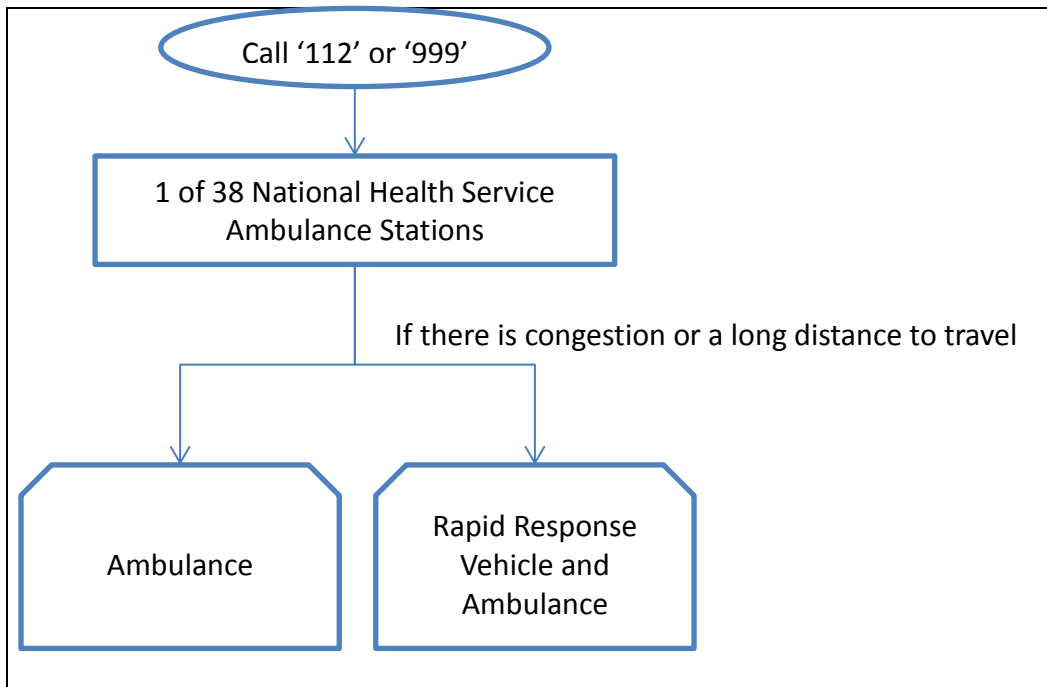 Call ‘112’ or ‘999’
1 of 38 National Health Service
Ambulance Stations
If there is congestion or a long distance to travel
Ambulance
Rapid Response
Vehicle and
Ambulance